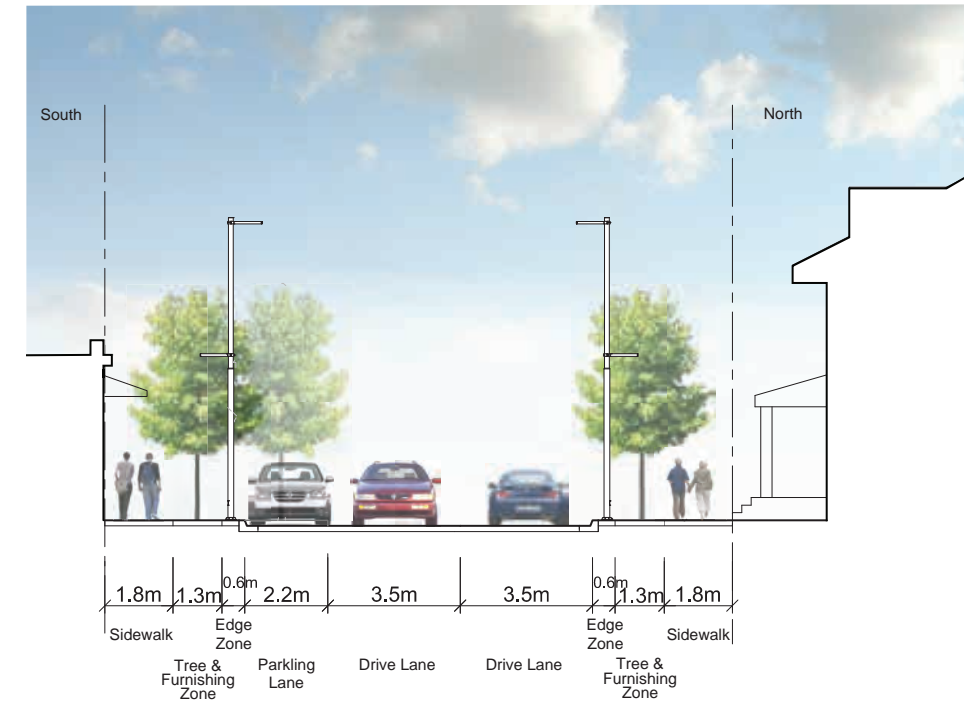 South
North
1.8m 1.3m 0.6m 2.2m 3.5m 3.5m 0.6m 1.3m 1.8m
Sidewalk
Tree &
Furnishing
Zone
Edge
Zone
Parkling
Lane
Drive Lane
Drive Lane
Edge
Zone
Tree &
Furnishing
Zone
Sidewalk